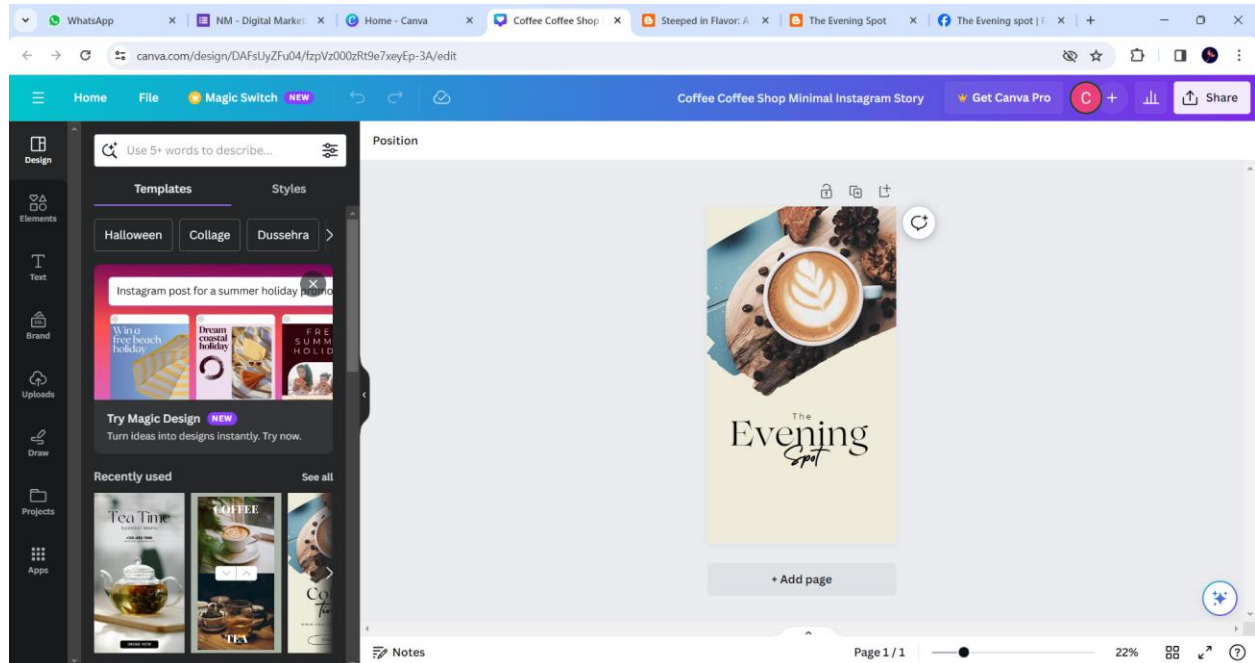 WhatsApp
NM - Digital Market
Home - Canva
Coffee Coffee Shop
Steeped in Flavor: A
The Evening Spot
The Evening spot | F
canva.com/design/DAFsUyZFu04/fzpVz000zRt9e7xeyEp-3A/edit
Home
File
Magic Switch NEW
Coffee Coffee Shop Minimal Instagram Story
Get Canva Pro
C
Share
Design
Elements
Text
Brand
Uploads
Draw
Projects
Apps
Use 5+ words to describe...
Templates
Styles
Halloween
Collage
Dussehra
Instagram post for a summer holiday promo
Win a
free beach
holiday
Dream
coastal
holiday
FRE
SUMM
HOLID
Try Magic Design NEW
Turn ideas into designs instantly. Try now.
Recently used
See all
Tea Time
ORDER NOW
COFFEE
TEA
Co
Position
The
Evening
Spot
+ Add page
Notes
Page 1 / 1
22%